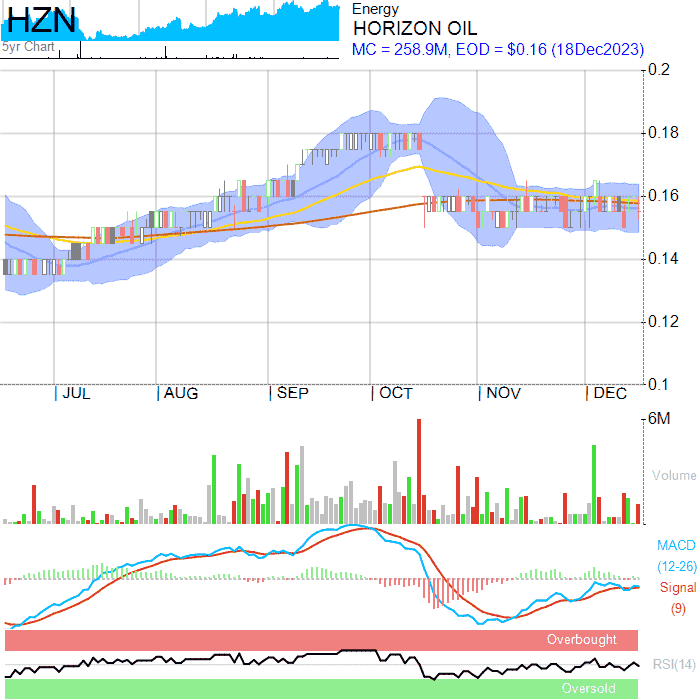 HZN
5yr Chart
Energy
HORIZON OIL
MC = 258.9M, EOD = $0.16 (18Dec2023)
0.2
0.18
0.16
0.14
0.12
0.1
JUL AUG SEP OCT NOV DEC
6M
Volume
MACD
(12-26)
Signal
(9)
Overbought
RSI(14)
Oversold